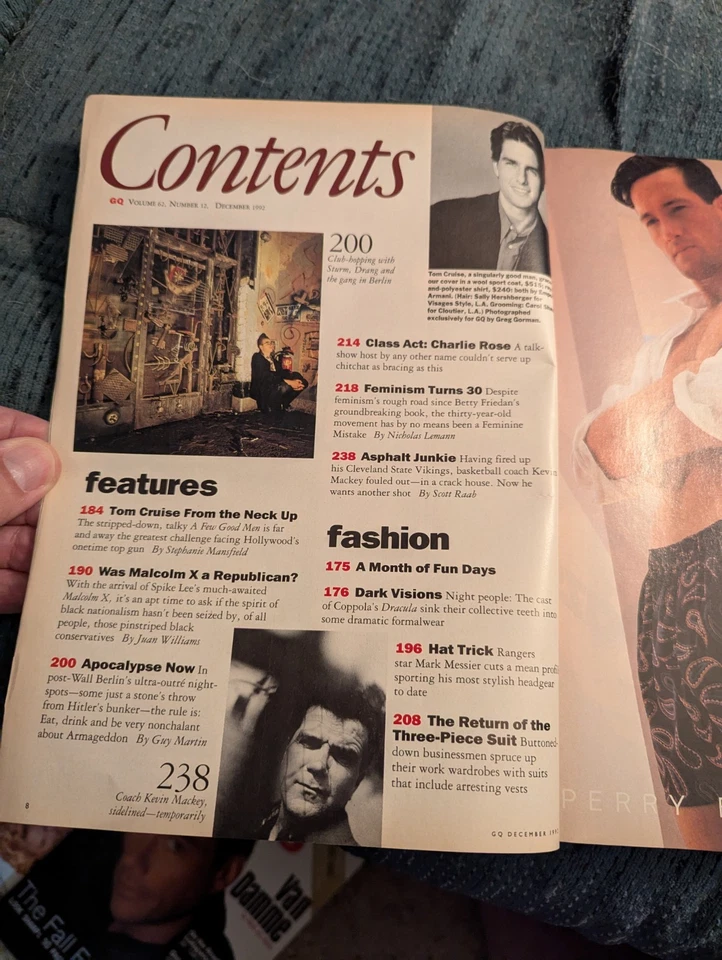 Contents
GQ VOLUME 62, NUMBER 12, DECEMBER 1992
200
Club-hopping with
Sturm, Drang and
the gang in Berlin
Tom Cruise, a singularly good man, graces
our cover in a wool sport coat,
and-polyester shirt, $240; both by
Armani. (Hair: Sally Hershberger for
Visages Style, L.A. Grooming:
for Cloutier, L.A.) Photographed
exclusively for GQ by Greg Gorman.
features
184 Tom Cruise From the Neck Up
The stripped-down, talky A Few Good Men is far
and away the greatest challenge facing Hollywood's
onetime top gun By Stephanie Mansfield
190 Was Malcolm X a Republican?
With the arrival of Spike Lee's much-awaited
Malcolm X, it's an apt time to ask if the spirit of
black nationalism hasn't been seized by, of all
people, those pinstriped black
conservatives By Juan Williams
200 Apocalypse Now In
post-Wall Berlin's ultra-outré night-
spots—some just a stone's throw
from Hitler's bunker—the rule is:
Eat, drink and be very nonchalant
about Armageddon By Guy Martin
238
Coach Kevin Mackey,
sidelined—temporarily
8
214 Class Act: Charlie Rose A talk-
show host by any other name couldn't serve up
chitchat as bracing as this
218 Feminism Turns 30 Despite
feminism's rough road since Betty Friedan's
groundbreaking book, the thirty-year-old
movement has by no means been a Feminine
Mistake By Nicholas Lemann
238 Asphalt Junkie Having fired up
his Cleveland State Vikings, basketball coach Kevin
Mackey fouled out—in a crack house. Now he
wants another shot By Scott Raab
fashion
175 A Month of Fun Days
176 Dark Visions Night people: The cast
of Coppola's Dracula sink their collective teeth into
some dramatic formalwear
196 Hat Trick Rangers
star Mark Messier cuts a mean profile
sporting his most stylish headgear
to date
208 The Return of the
Three-Piece Suit Buttoned-
down businessmen spruce up
their work wardrobes with suits
that include arresting vests
GQ DECEMBER 1992
PERRY
The Fall
Van
Damme